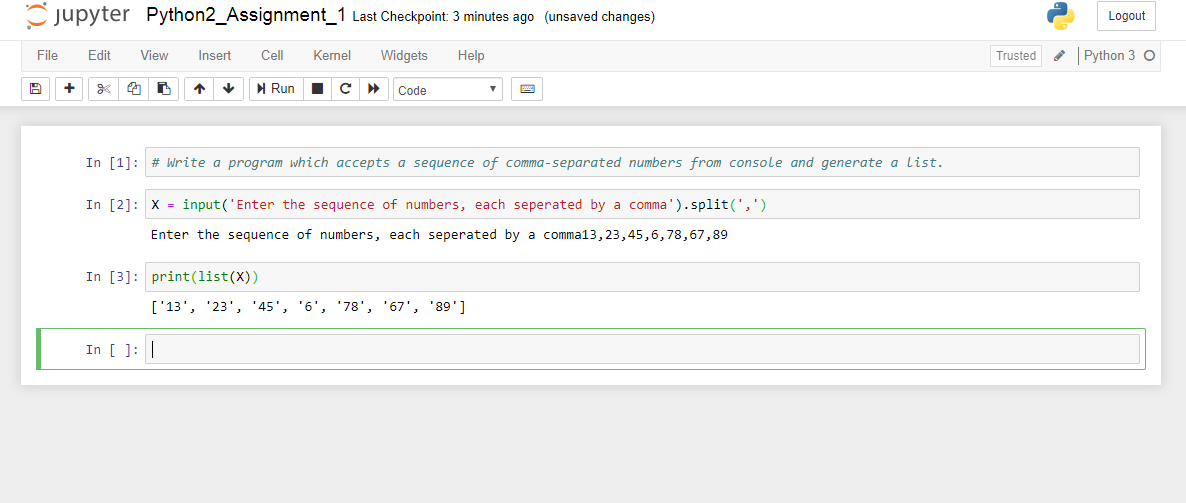 jupyter Python2_Assignment_1 Last Checkpoint: 3 minutes ago (unsaved changes) Logout
File Edit View Insert Cell Kernel Widgets Help Trusted Python 3
Run Code
In [1]: # Write a program which accepts a sequence of comma-separated numbers from console and generate a list.
In [2]: X = input('Enter the sequence of numbers, each seperated by a comma').split(',')
Enter the sequence of numbers, each seperated by a comma13,23,45,6,78,67,89
In [3]: print(list(X))
['13', '23', '45', '6', '78', '67', '89']
In [ ]: